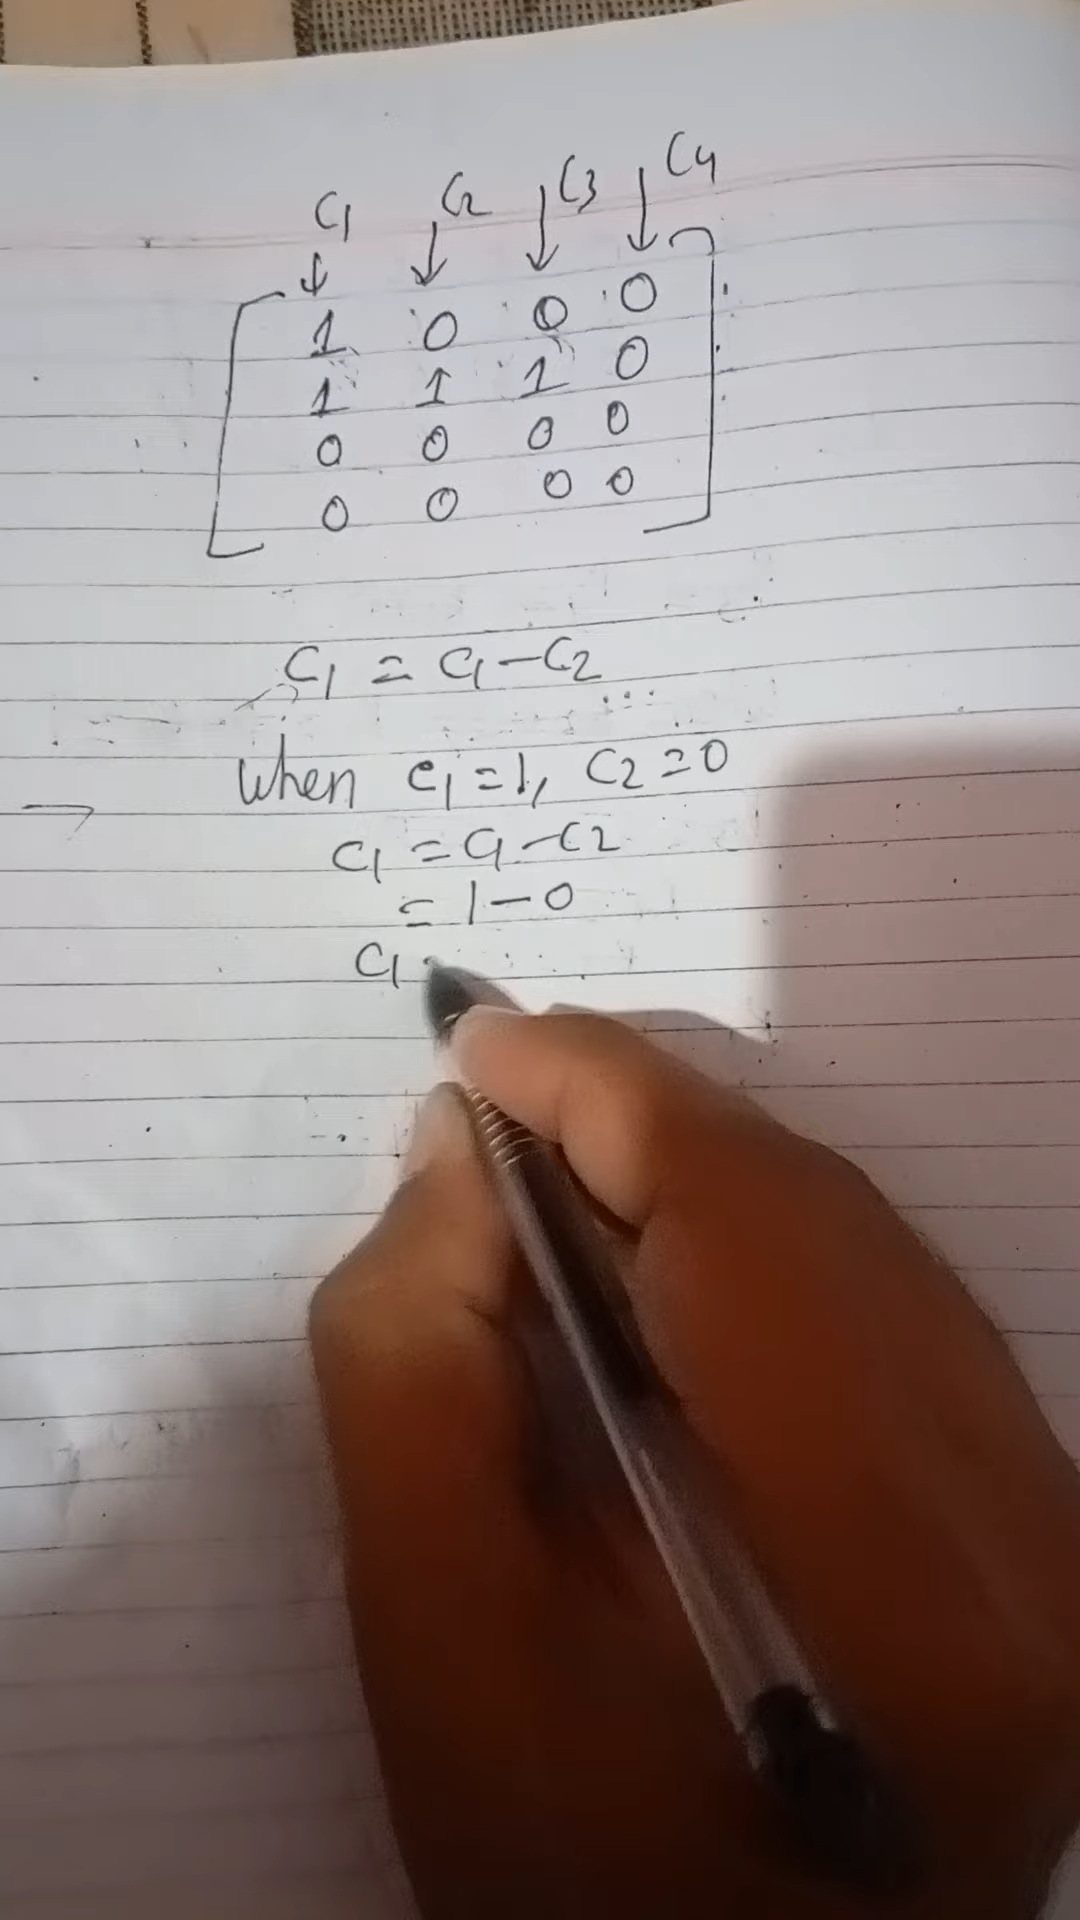 C1 C2 C3 C4
↓ ↓ ↓ ↓
1 0 0 0
1 1 1 0
0 0 0 0
0 0 0 0
C1 = C1 - C2
→ When C1 = 1, C2 = 0
C1 = C1 - C2
= 1 - 0
C1